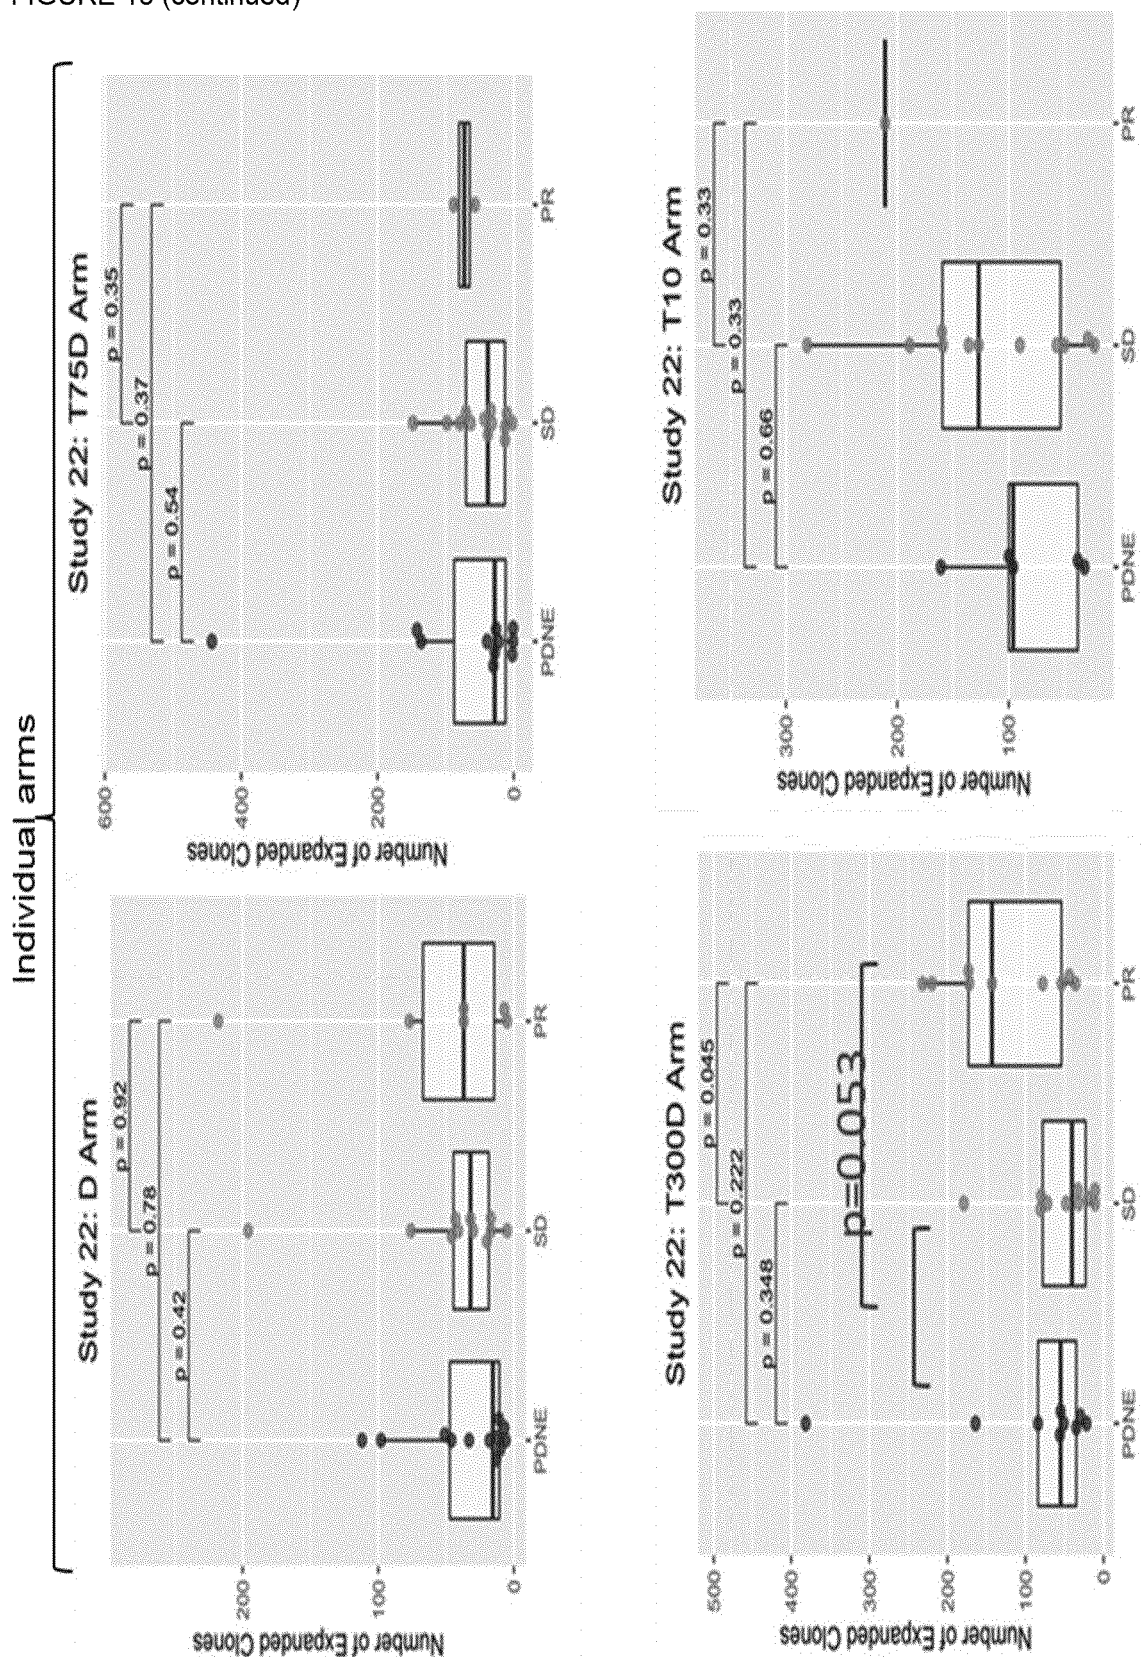 FIGURE (continued)
Individual arms
Study 22: D Arm
Number of Expanded Clones
200
100
0
p = 0.92
p = 0.78
p = 0.42
PDNE SD PR
Study 22: T75D Arm
Number of Expanded Clones
600
400
200
0
p = 0.35
p = 0.37
p = 0.54
PDNE SD PR
Study 22: T300D Arm
Number of Expanded Clones
500
400
300
200
100
0
p = 0.045
p = 0.222
p = 0.348
p=0.053
PDNE SD PR
Study 22: T10 Arm
Number of Expanded Clones
300
200
100
p = 0.33
p = 0.33
p = 0.66
PDNE SD PR